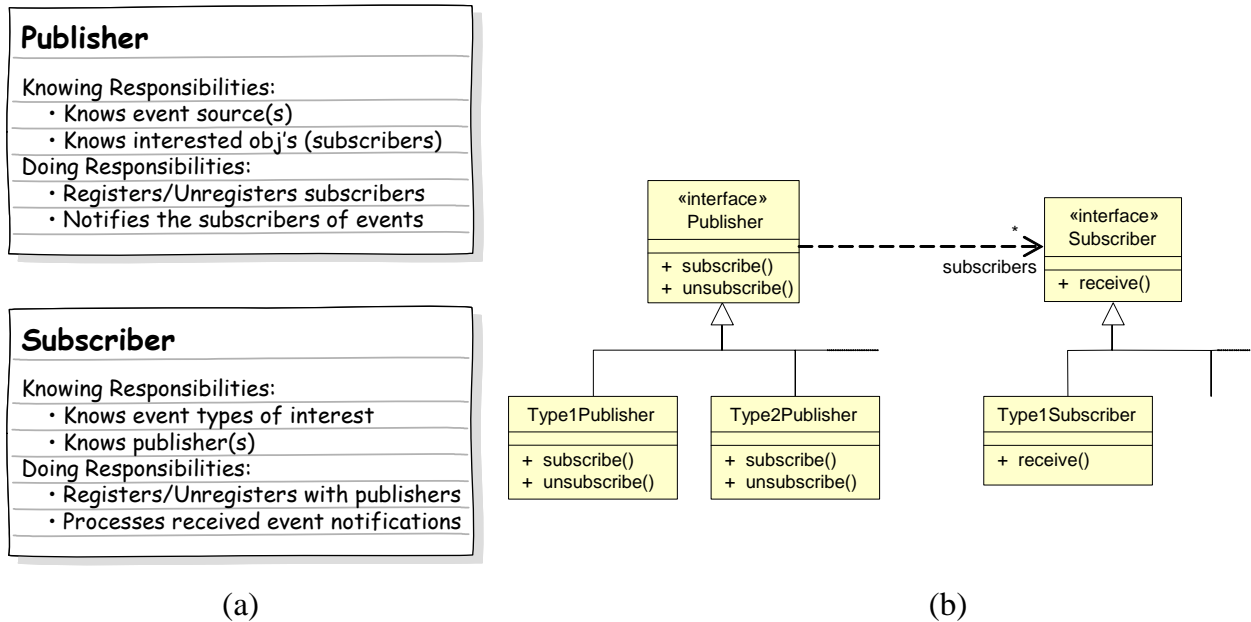 Publisher
Knowing Responsibilities:
• Knows event source(s)
• Knows interested obj's (subscribers)
Doing Responsibilities:
• Registers/Unregisters subscribers
• Notifies the subscribers of events
Subscriber
Knowing Responsibilities:
• Knows event types of interest
• Knows publisher(s)
Doing Responsibilities:
• Registers/Unregisters with publishers
• Processes received event notifications
(a)
«interface»
Publisher
+ subscribe()
+ unsubscribe()
*
subscribers
«interface»
Subscriber
+ receive()
Type1Publisher
+ subscribe()
+ unsubscribe()
Type2Publisher
+ subscribe()
+ unsubscribe()
Type1Subscriber
+ receive()
(b)